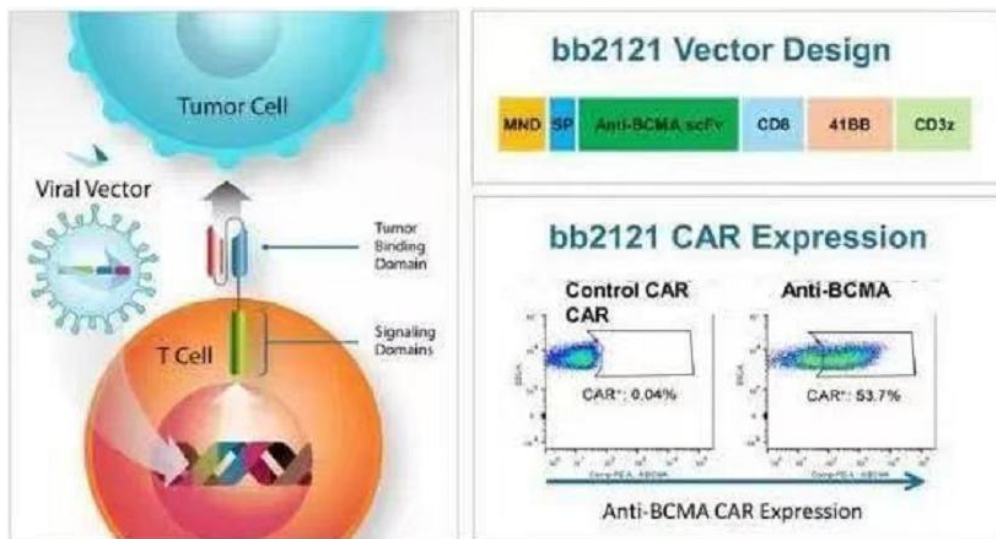 Tumor Cell
Viral Vector
Tumor
Binding
Domain
T Cell
Signaling
Domains
bb2121 Vector Design
MND SP Anti-BCMA scFv CD8 41BB CD3z
bb2121 CAR Expression
Control CAR Anti-BCMA
CAR
CAR⁺: 0.04% CAR⁺: 53.7%
Anti-BCMA CAR Expression